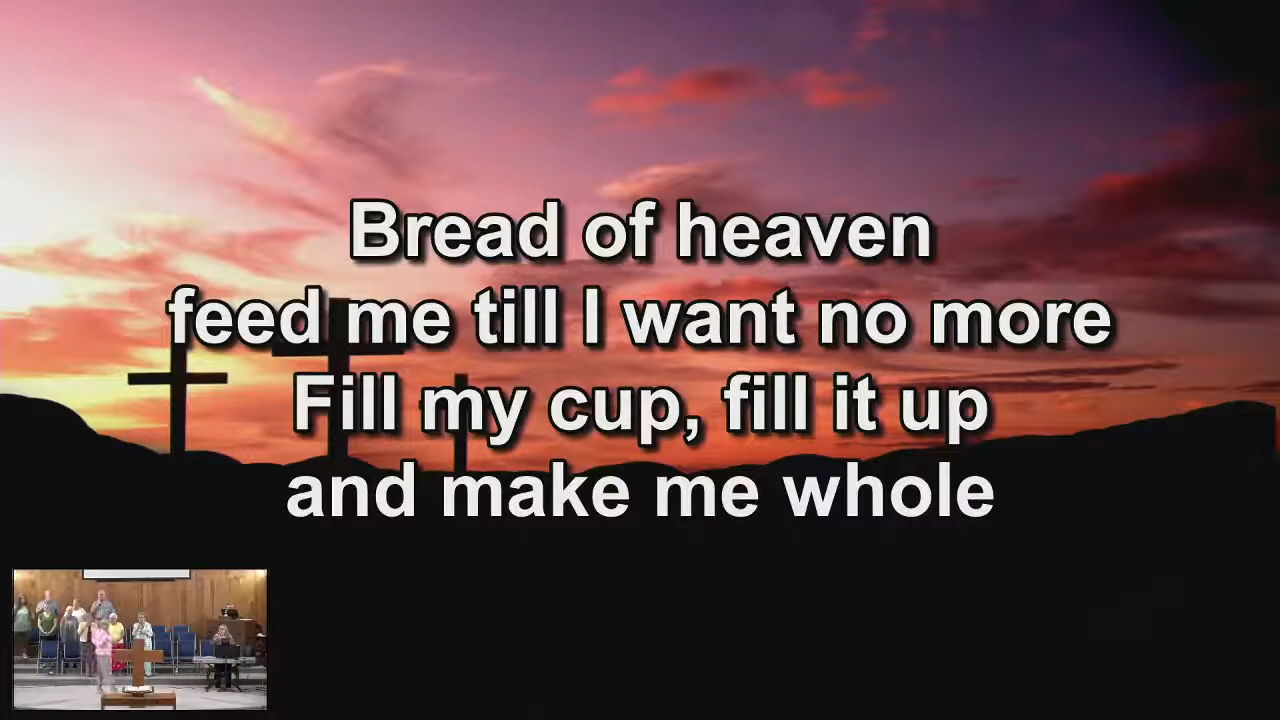 Bread of heaven
feed me till I want no more
Fill my cup, fill it up
and make me whole